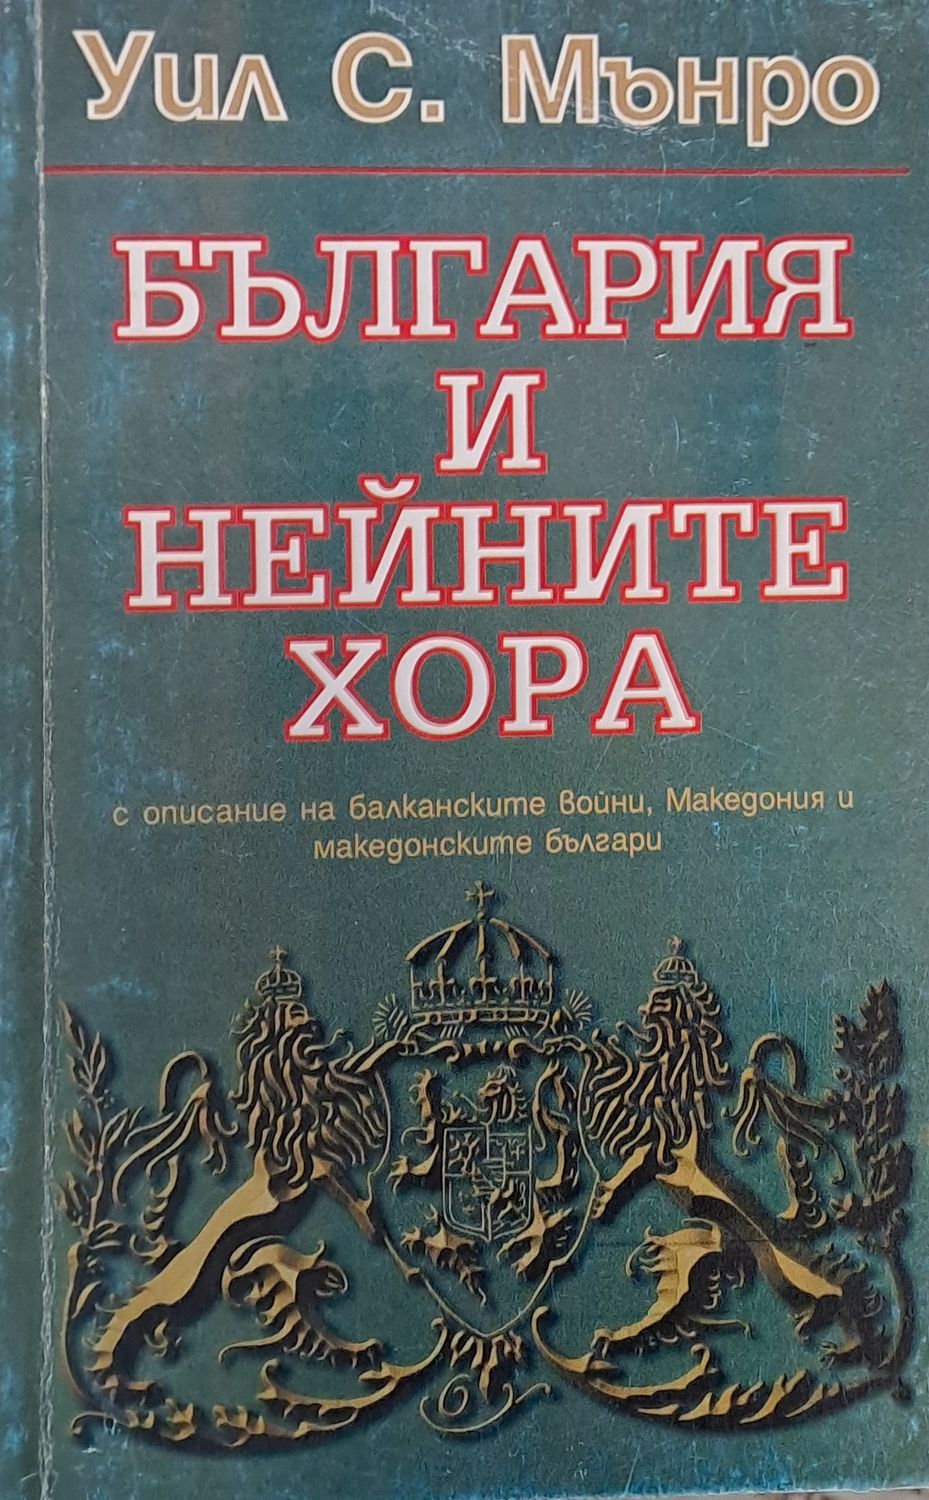 Уил С. Мънро
БЪЛГАРИЯ
И
НЕЙНИТЕ
ХОРА
с описание на балканските войни, Македония и
македонските българи